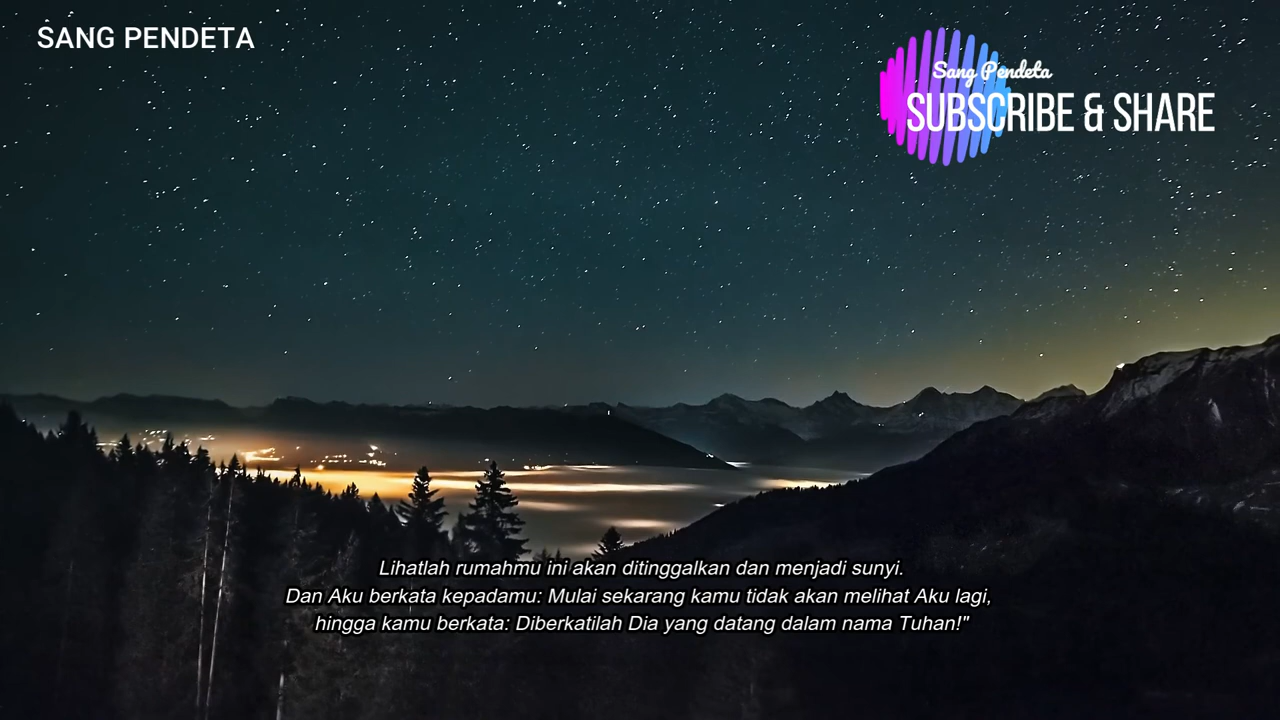 SANG PENDETA
Sang Pendeta
SUBSCRIBE & SHARE
Lihatlah rumahmu ini akan ditinggalkan dan menjadi sunyi.
Dan Aku berkata kepadamu: Mulai sekarang kamu tidak akan melihat Aku lagi,
hingga kamu berkata: Diberkatilah Dia yang datang dalam nama Tuhan!"